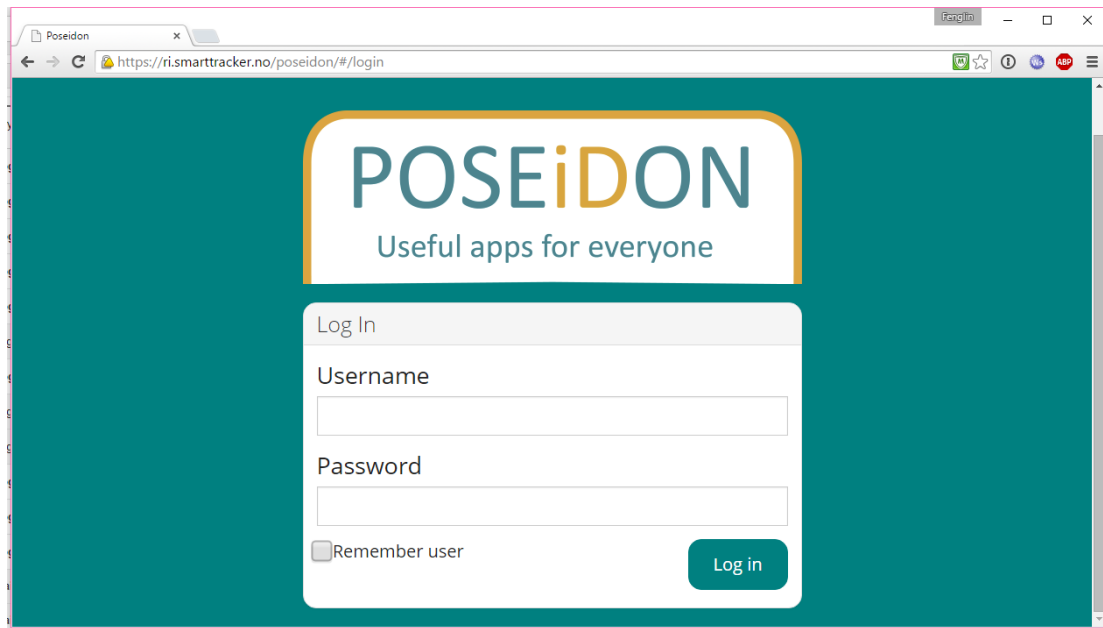 Fenglin
Poseidon
https://ri.smarttracker.no/poseidon/#/login
ABP
POSEiDON
Useful apps for everyone
Log In
Username
Password
Remember user
Log in